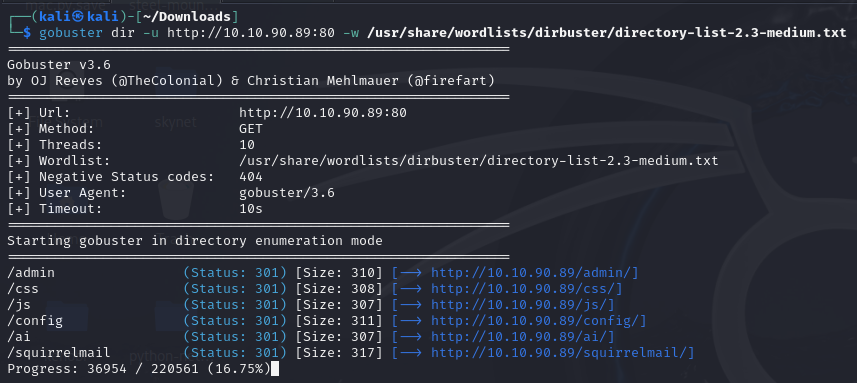 (kali㉿kali)-[~/Downloads]
$ gobuster dir -u http://10.10.90.89:80 -w /usr/share/wordlists/dirbuster/directory-list-2.3-medium.txt
===============================================================
Gobuster v3.6
by OJ Reeves (@TheColonial) & Christian Mehlmauer (@firefart)
===============================================================
[+] Url:                     http://10.10.90.89:80
[+] Method:                  GET
[+] Threads:                 10
[+] Wordlist:                /usr/share/wordlists/dirbuster/directory-list-2.3-medium.txt
[+] Negative Status codes:   404
[+] User Agent:              gobuster/3.6
[+] Timeout:                 10s
===============================================================
Starting gobuster in directory enumeration mode
===============================================================
/admin                (Status: 301) [Size: 310] [--> http://10.10.90.89/admin/]
/css                  (Status: 301) [Size: 308] [--> http://10.10.90.89/css/]
/js                   (Status: 301) [Size: 307] [--> http://10.10.90.89/js/]
/config               (Status: 301) [Size: 311] [--> http://10.10.90.89/config/]
/ai                   (Status: 301) [Size: 307] [--> http://10.10.90.89/ai/]
/squirrelmail         (Status: 301) [Size: 317] [--> http://10.10.90.89/squirrelmail/]
Progress: 36954 / 220561 (16.75%)
skynet